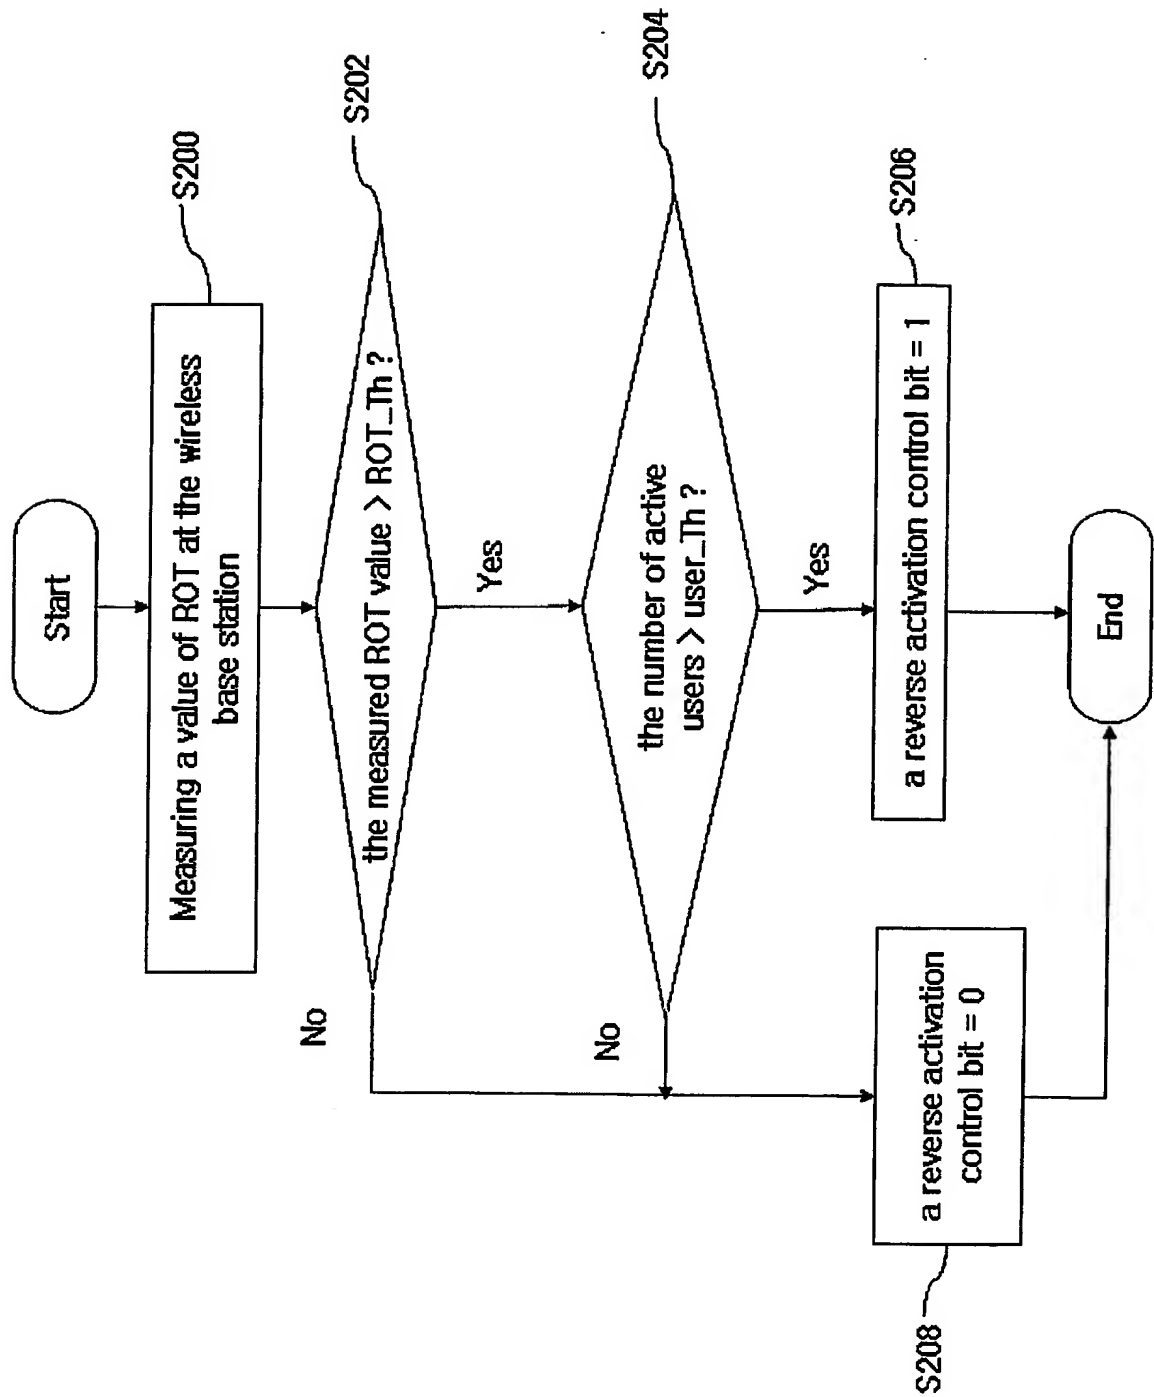 Start
Measuring a value of ROT at the wireless
base station
S200
the measured ROT value > ROT_Th ?
S202
No
Yes
the number of active
users > user_Th ?
S204
No
Yes
a reverse activation control bit = 1
S206
a reverse activation
control bit = 0
S208
End